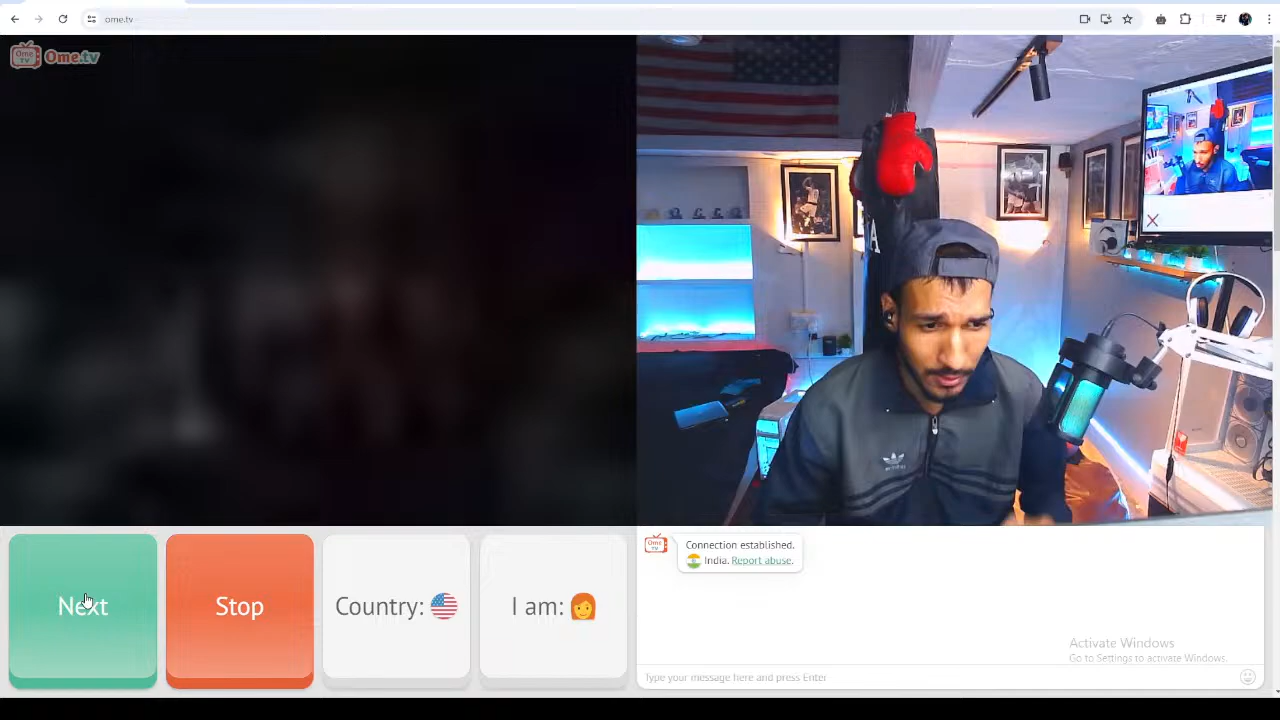 ome.tv
Ome.tv
A
Connection established.
India. Report abuse.
Next
Stop
Country:
I am:
Activate Windows
Go to Settings to activate Windows.
Type your message here and press Enter